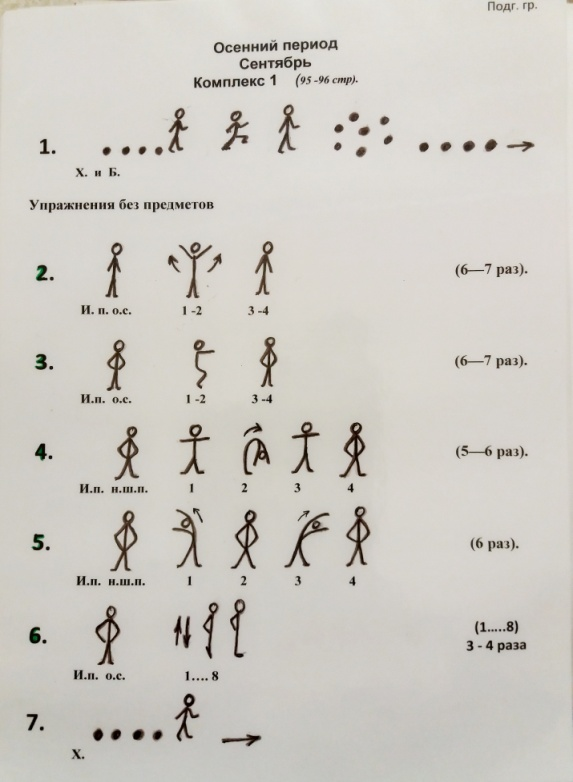 Подг. гр.
Осенний период
Сентябрь
Комплекс 1 (95 -96 стр).
1.
Х. и Б.
Упражнения без предметов
2. (6—7 раз).
И. п. о.с. 1 -2 3 -4
3. (6—7 раз).
И.п. о.с. 1 -2 3 -4
4. (5—6 раз).
И.п. н.ш.п. 1 2 3 4
5. (6 раз).
И.п. н.ш.п. 1 2 3 4
6. (1.....8)
3 - 4 раза
И.п. о.с. 1.... 8
7.
Х.